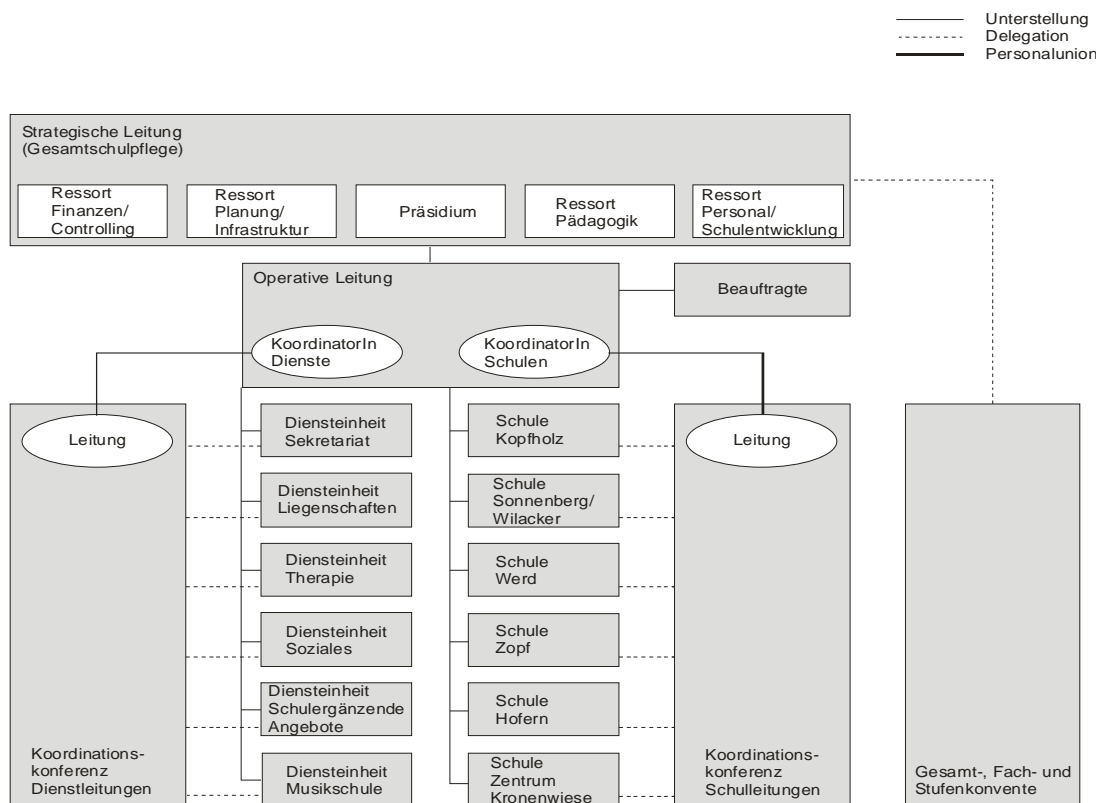 Unterstellung
Delegation
Personalunion
Strategische Leitung
(Gesamtschulpflege)
Ressort
Finanzen/
Controlling
Ressort
Planung/
Infrastruktur
Präsidium
Ressort
Pädagogik
Ressort
Personal/
Schulentwicklung
Operative Leitung
Beauftragte
KoordinatorIn
Dienste
KoordinatorIn
Schulen
Leitung
Diensteinheit
Sekretariat
Schule
Kopfholz
Leitung
Diensteinheit
Liegenschaften
Schule
Sonnenberg/
Wilacker
Diensteinheit
Therapie
Schule
Werd
Diensteinheit
Soziales
Schule
Zopf
Diensteinheit
Schulergänzende
Angebote
Schule
Hofern
Koordinations-
konferenz
Dienstleitungen
Diensteinheit
Musikschule
Schule
Zentrum
Kronenwiese
Koordinations-
konferenz
Schulleitungen
Gesamt-, Fach- und
Stufenkonvente